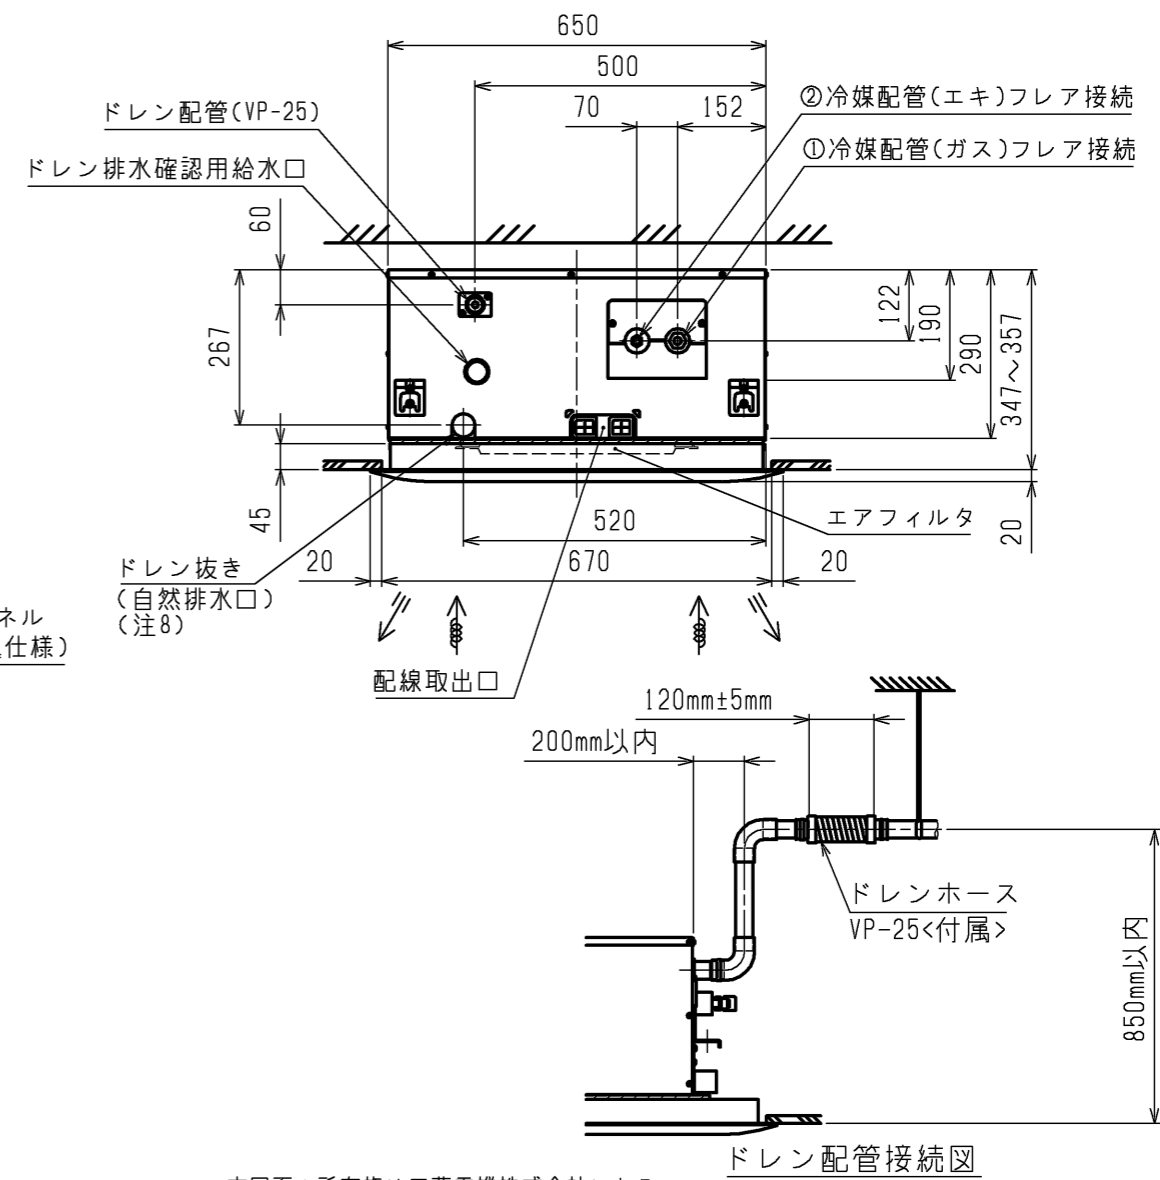 650
500
70
152
ドレン配管(VP-25)
②冷媒配管(エキ)フレア接続
①冷媒配管(ガス)フレア接続
ドレン排水確認用給水口
60
267
122
190
290
347～357
45
20
エアフィルタ
520
20
670
20
ドレン抜き
(自然排水口)
(注8)
ネル
仕様)
配線取出口
120mm±5mm
200mm以内
ドレンホース
VP-25<付属>
850mm以内
ドレン配管接続図